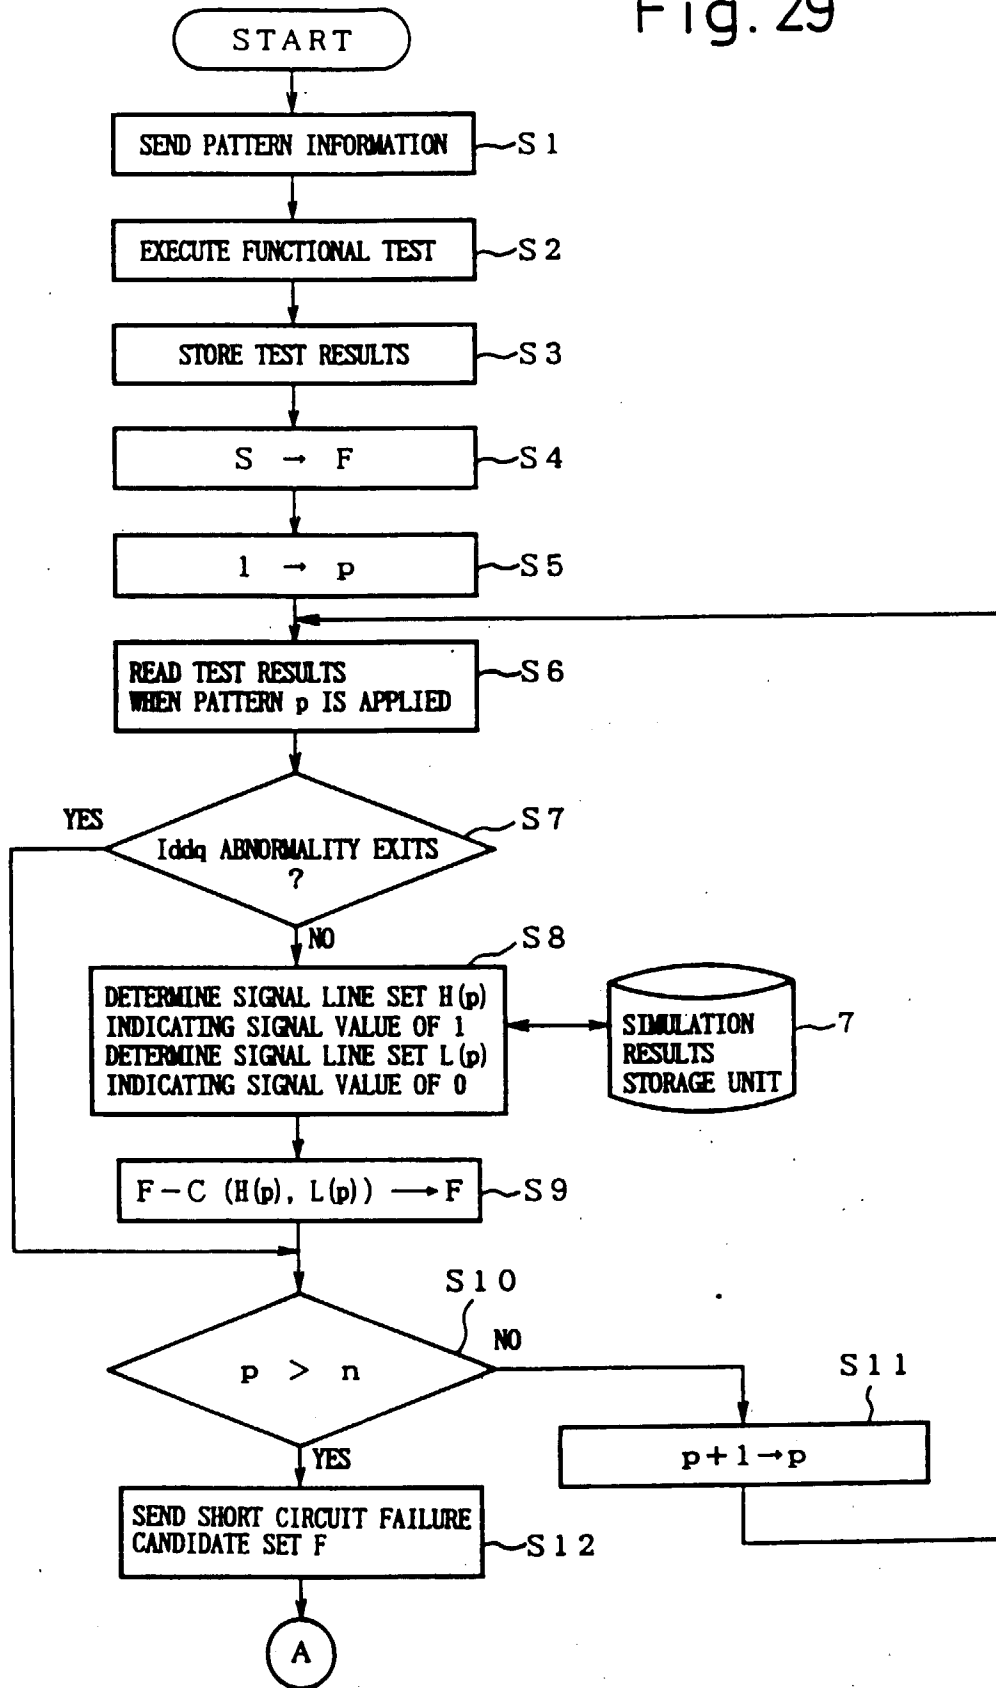 Fig. 29
START
SEND PATTERN INFORMATION
S1
EXECUTE FUNCTIONAL TEST
S2
STORE TEST RESULTS
S3
S → F
S4
1 → p
S5
READ TEST RESULTS
WHEN PATTERN p IS APPLIED
S6
YES
Iddq ABNORMALITY EXITS
?
S7
NO
S8
DETERMINE SIGNAL LINE SET H(p)
INDICATING SIGNAL VALUE OF 1
DETERMINE SIGNAL LINE SET L(p)
INDICATING SIGNAL VALUE OF 0
SIMULATION
RESULTS
STORAGE UNIT
7
F-C (H(p), L(p)) → F
S9
S10
p > n
NO
S11
p+1→p
YES
SEND SHORT CIRCUIT FAILURE
CANDIDATE SET F
S12
A